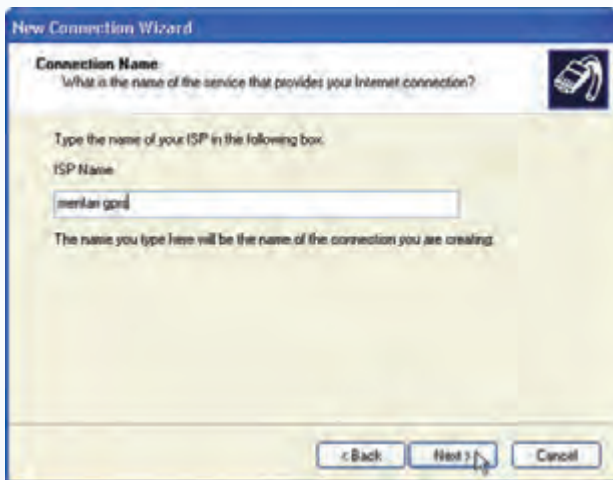 New Connection Wizard
Connection Name
What is the name of the service that provides your Internet connection?
Type the name of your ISP in the following box.
ISP Name
mentari gprs
The name you type here will be the name of the connection you are creating.
< Back
Next >
Cancel